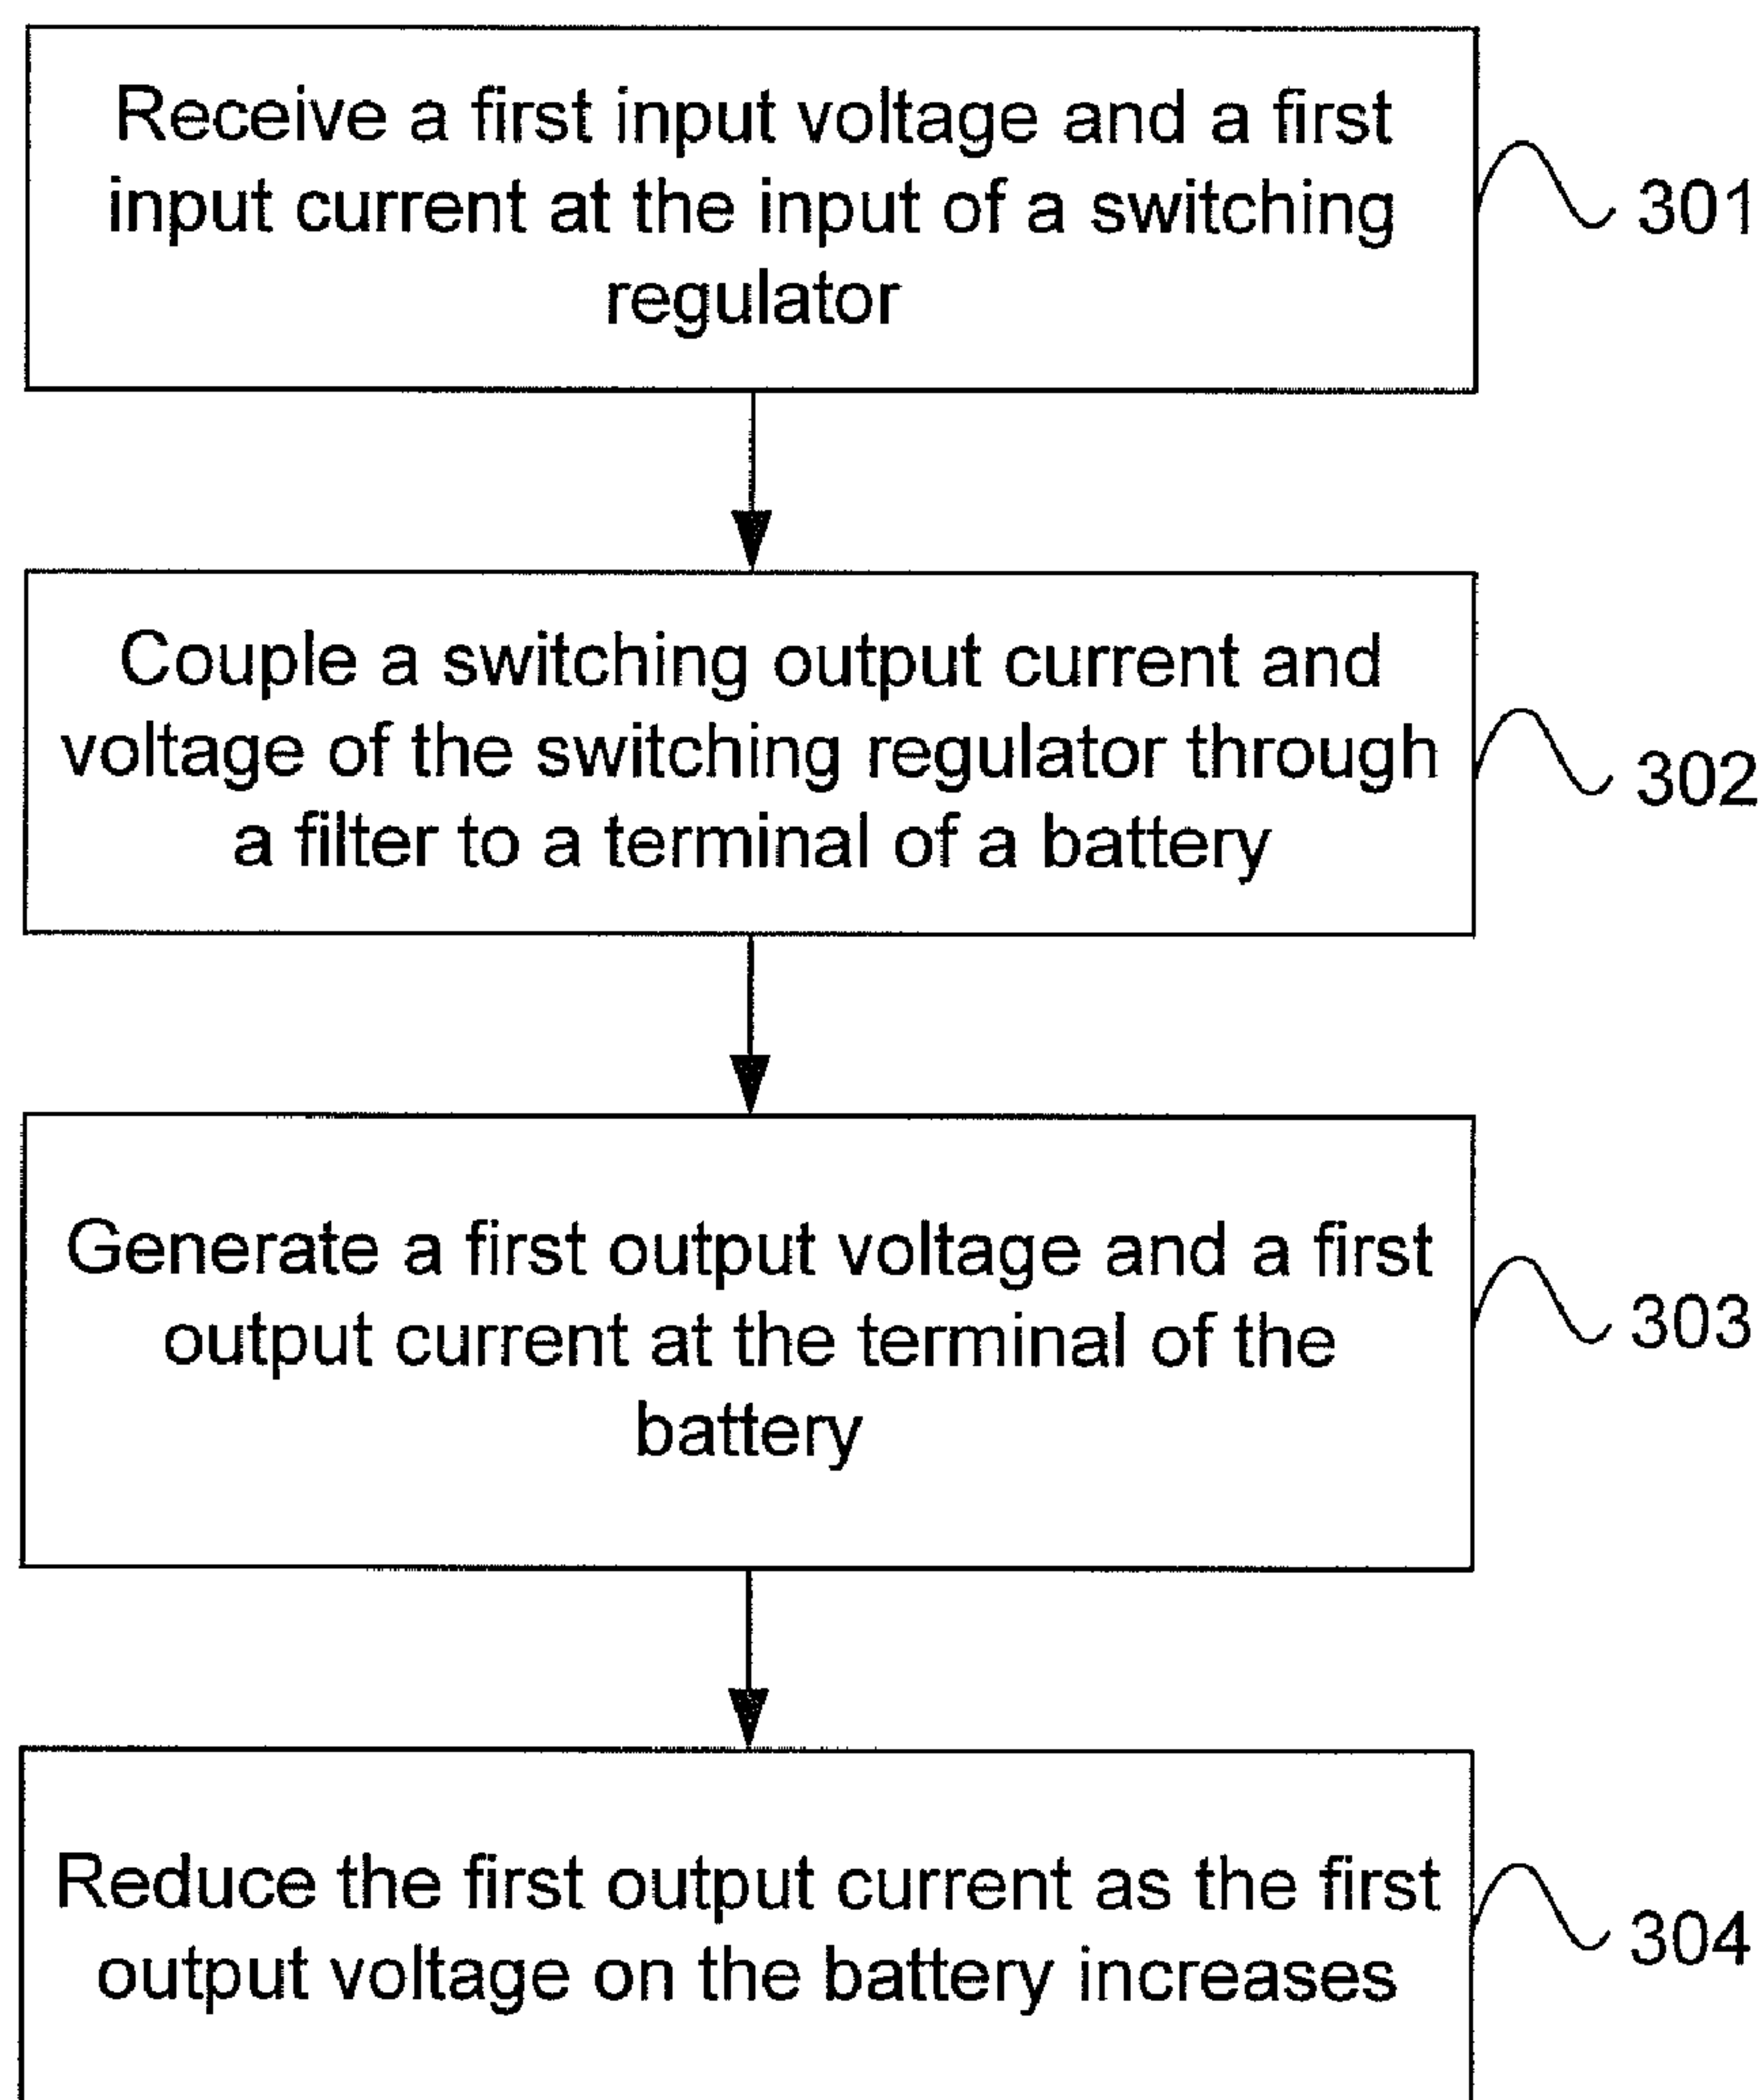 Receive a first input voltage and a first
input current at the input of a switching
regulator
301
Couple a switching output current and
voltage of the switching regulator through
a filter to a terminal of a battery
302
Generate a first output voltage and a first
output current at the terminal of the
battery
303
Reduce the first output current as the first
output voltage on the battery increases
304